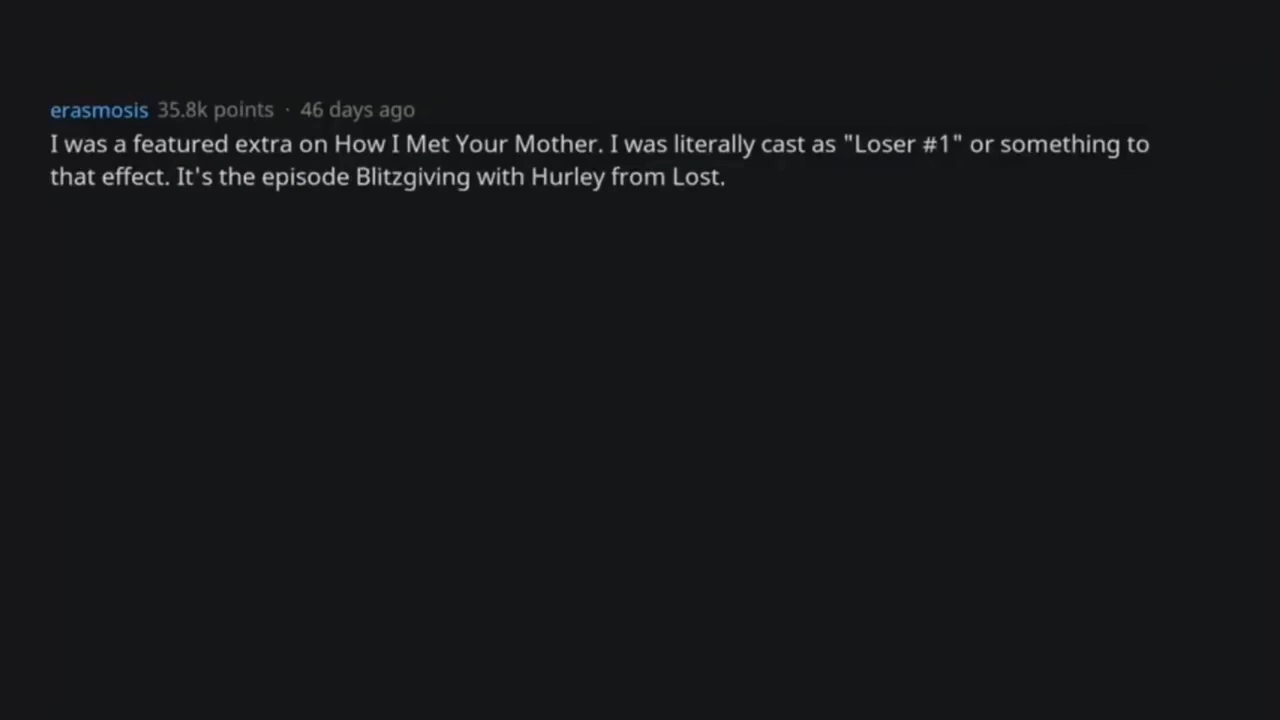 erasmosis 35.8k points · 46 days ago
I was a featured extra on How I Met Your Mother. I was literally cast as "Loser #1" or something to
that effect. It's the episode Blitzgiving with Hurley from Lost.